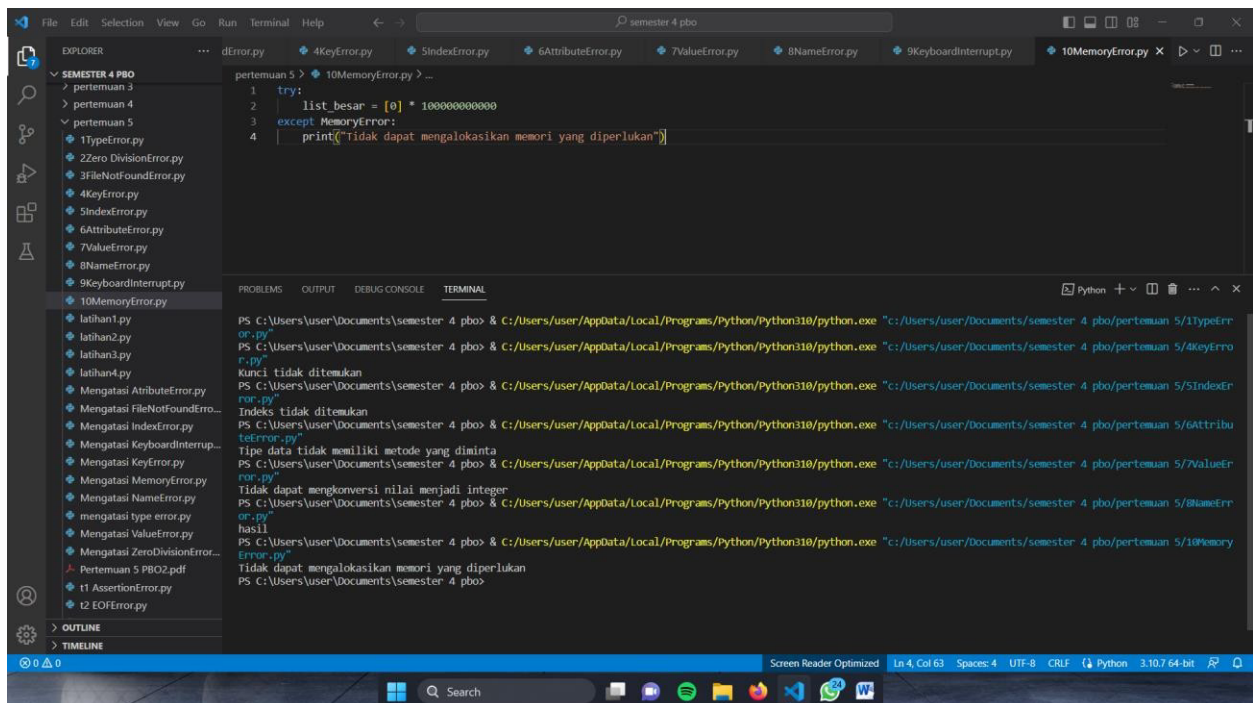 File Edit Selection View Go Run Terminal Help
semester 4 pbo
EXPLORER
SEMESTER 4 PBO
pertemuan 3
pertemuan 4
pertemuan 5
1TypeError.py
2Zero DivisionError.py
3FileNotFoundError.py
4KeyError.py
5IndexError.py
6AttributeError.py
7ValueError.py
8NameError.py
9KeyboardInterrupt.py
10MemoryError.py
latihan1.py
latihan2.py
latihan3.py
latihan4.py
Mengatasi AtributeError.py
Mengatasi FileNotFoundErro...
Mengatasi IndexError.py
Mengatasi KeyboardInterrup...
Mengatasi KeyError.py
Mengatasi MemoryError.py
Mengatasi NameError.py
mengatasi type error.py
Mengatasi ValueError.py
Mengatasi ZeroDivisionError...
Pertemuan 5 PBO2.pdf
t1 AssertionError.py
t2 EOFError.py
OUTLINE
TIMELINE
7
dError.py 4KeyError.py 5IndexError.py 6AttributeError.py 7ValueError.py 8NameError.py 9KeyboardInterrupt.py 10MemoryError.py
pertemuan 5 > 10MemoryError.py > ...
1 try:
2 list_besar = [0] * 100000000000
3 except MemoryError:
4 print("Tidak dapat mengalokasikan memori yang diperlukan")
PROBLEMS OUTPUT DEBUG CONSOLE TERMINAL
Python
PS C:\Users\user\Documents\semester 4 pbo> & C:/Users/user/AppData/Local/Programs/Python/Python310/python.exe "c:/Users/user/Documents/semester 4 pbo/pertemuan 5/1TypeErr
or.py"
PS C:\Users\user\Documents\semester 4 pbo> & C:/Users/user/AppData/Local/Programs/Python/Python310/python.exe "c:/Users/user/Documents/semester 4 pbo/pertemuan 5/4KeyErro
r.py"
Kunci tidak ditemukan
PS C:\Users\user\Documents\semester 4 pbo> & C:/Users/user/AppData/Local/Programs/Python/Python310/python.exe "c:/Users/user/Documents/semester 4 pbo/pertemuan 5/5IndexEr
ror.py"
Indeks tidak ditemukan
PS C:\Users\user\Documents\semester 4 pbo> & C:/Users/user/AppData/Local/Programs/Python/Python310/python.exe "c:/Users/user/Documents/semester 4 pbo/pertemuan 5/6Attribu
teError.py"
Tipe data tidak memiliki metode yang diminta
PS C:\Users\user\Documents\semester 4 pbo> & C:/Users/user/AppData/Local/Programs/Python/Python310/python.exe "c:/Users/user/Documents/semester 4 pbo/pertemuan 5/7ValueEr
ror.py"
Tidak dapat mengkonversi nilai menjadi integer
PS C:\Users\user\Documents\semester 4 pbo> & C:/Users/user/AppData/Local/Programs/Python/Python310/python.exe "c:/Users/user/Documents/semester 4 pbo/pertemuan 5/8NameErr
or.py"
hasil
PS C:\Users\user\Documents\semester 4 pbo> & C:/Users/user/AppData/Local/Programs/Python/Python310/python.exe "c:/Users/user/Documents/semester 4 pbo/pertemuan 5/10Memory
Error.py"
Tidak dapat mengalokasikan memori yang diperlukan
PS C:\Users\user\Documents\semester 4 pbo>
0 0 Screen Reader Optimized Ln 4, Col 63 Spaces: 4 UTF-8 CRLF Python 3.10.7 64-bit
Search 24 W